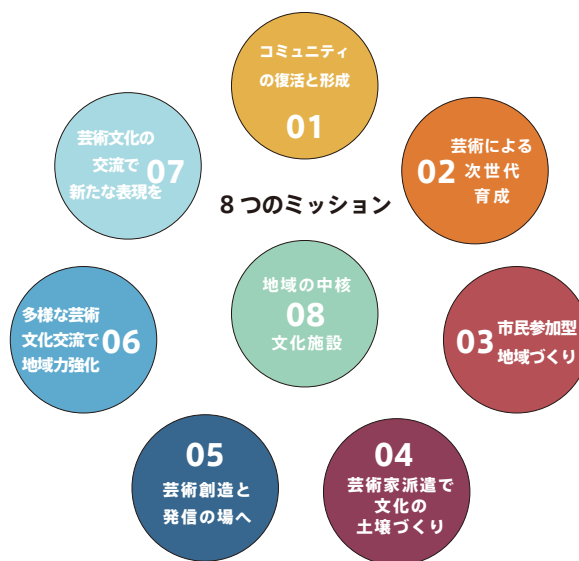 8つのミッション
コミュニティ
の復活と形成
01
02
芸術による
次世代
育成
03
市民参加型
地域づくり
04
芸術家派遣で
文化の
土壌づくり
05
芸術創造と
発信の場へ
06
多様な芸術
文化交流で
地域力強化
07
芸術文化の
交流で
新たな表現を
地域の中核
08
文化施設